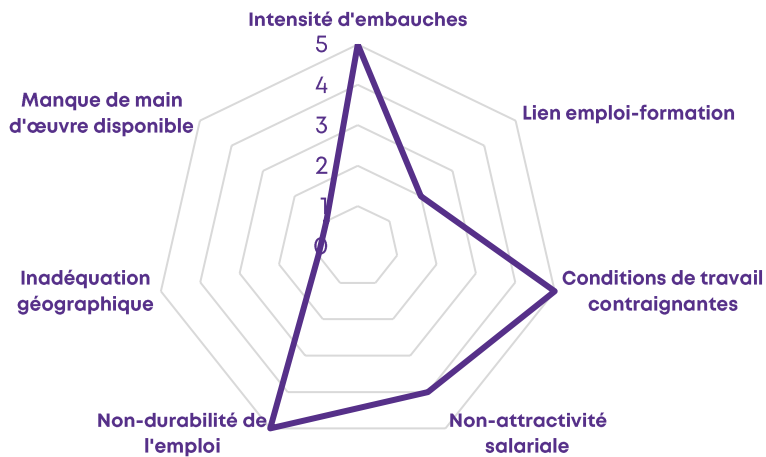 Intensité d'embauches
5
4
3
2
1
0
Lien emploi-formation
Conditions de travail
contraignantes
Non-attractivité
salariale
Non-durabilité de
l'emploi
Inadéquation
géographique
Manque de main
d'œuvre disponible